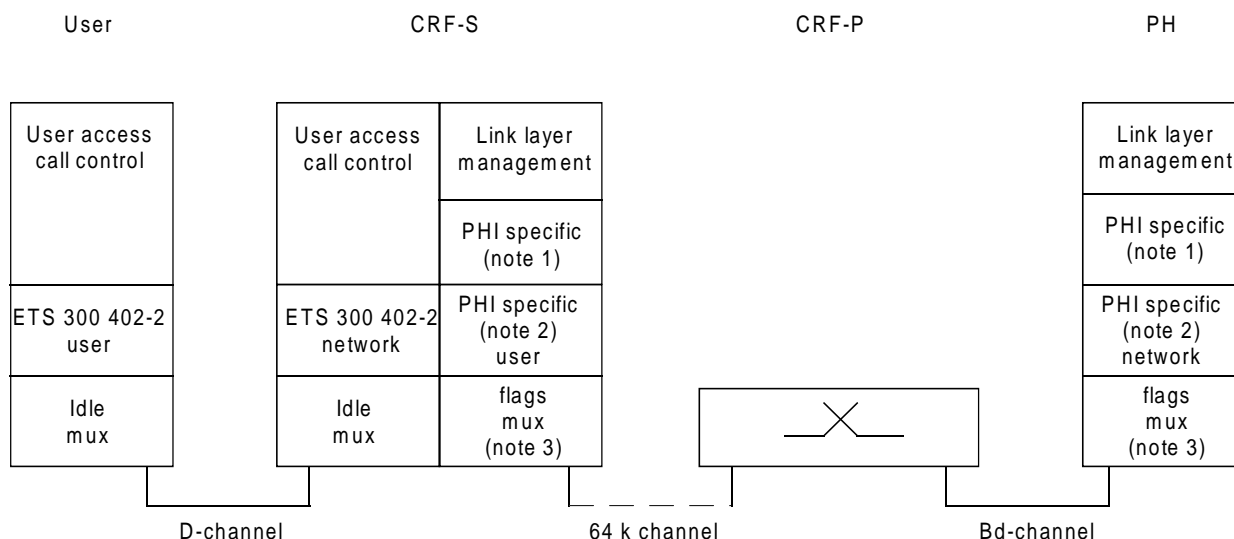 User
CRF-S
CRF-P
PH
User access
call control
ETS 300 402-2
user
Idle
mux
User access
call control
ETS 300 402-2
network
Idle
mux
Link layer
management
PHI specific
(note 1)
PHI specific
(note 2)
user
flags
mux
(note 3)
Link layer
management
PHI specific
(note 1)
PHI specific
(note 2)
network
flags
mux
(note 3)
D-channel
64 k channel
Bd-channel